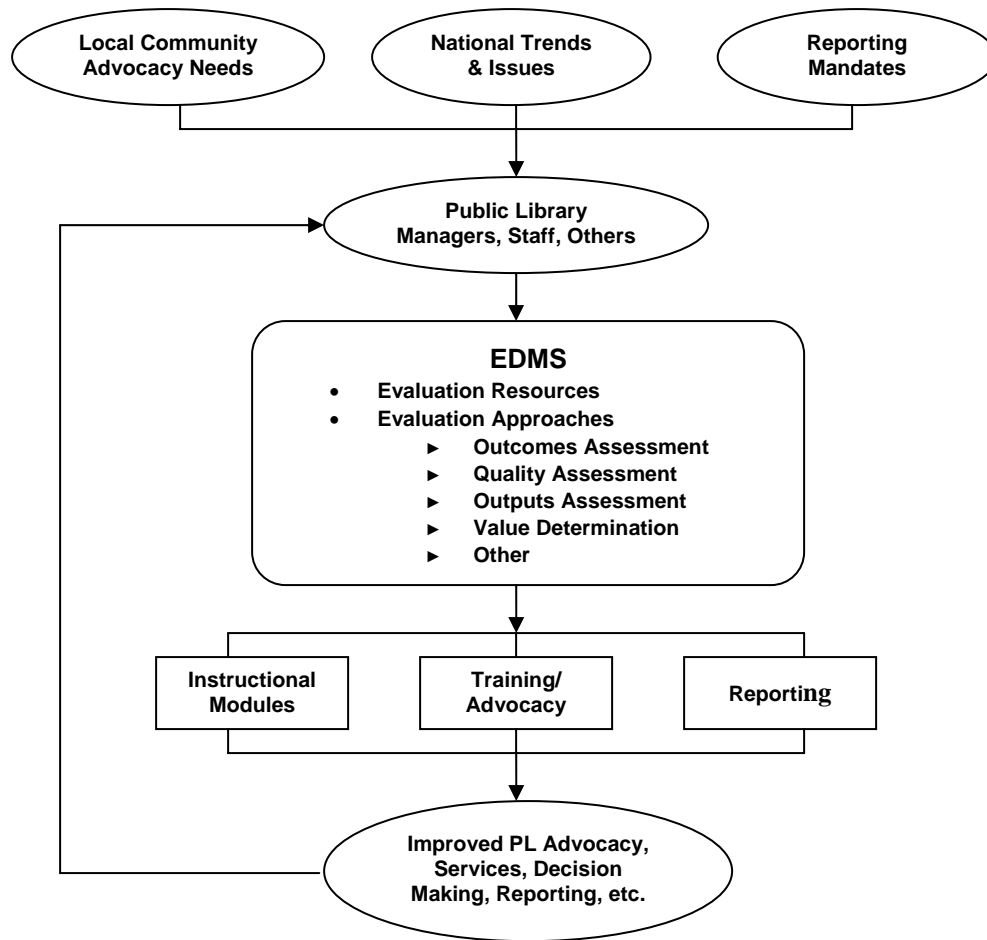 Local Community
Advocacy Needs
National Trends
& Issues
Reporting
Mandates
Public Library
Managers, Staff, Others
EDMS
• Evaluation Resources
• Evaluation Approaches
► Outcomes Assessment
► Quality Assessment
► Outputs Assessment
► Value Determination
► Other
Instructional
Modules
Training/
Advocacy
Reporting
Improved PL Advocacy,
Services, Decision
Making, Reporting, etc.